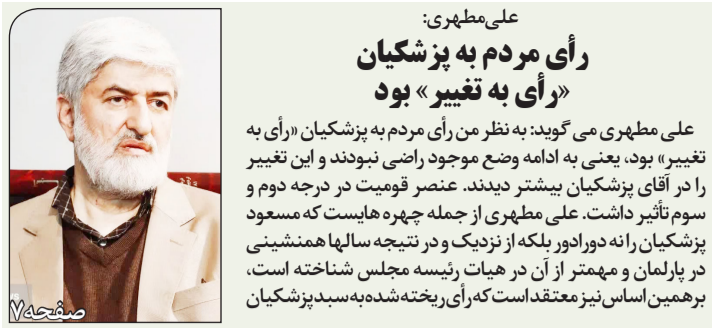 علی‌مطهری:
رأی مردم به پزشکیان
«رأی به تغییر» بود
علی مطهری می گوید: به نظر من رأی مردم به پزشکیان «رأی به
تغییر» بود، یعنی به ادامه وضع موجود راضی نبودند و این تغییر
را در آقای پزشکیان بیشتر دیدند. عنصر قومیت در درجه دوم و
سوم تأثیر داشت. علی مطهری از جمله چهره هایست که مسعود
پزشکیان را نه دورادور بلکه از نزدیک و در نتیجه سالها همنشینی
در پارلمان و مهمتر از آن در هیات رئیسه مجلس شناخته است،
برهمین اساس نیز معتقد است که رأی ریخته شده به سبد پزشکیان
صفحه۷